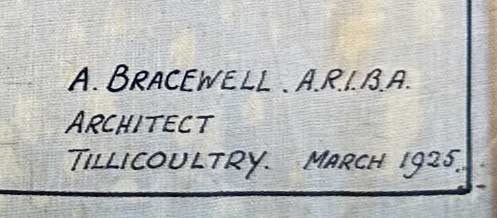 A. BRACEWELL. A.R.I.B.A.
ARCHITECT
TILLICOULTRY. MARCH 1925.